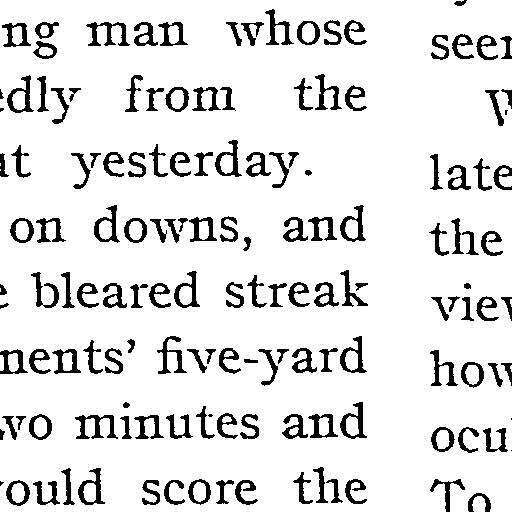 ng man whose
edly from the
at yesterday.
on downs, and
e bleared streak
nents' five-yard
wo minutes and
ould score the
seen
late
the
view
how
ocul
To